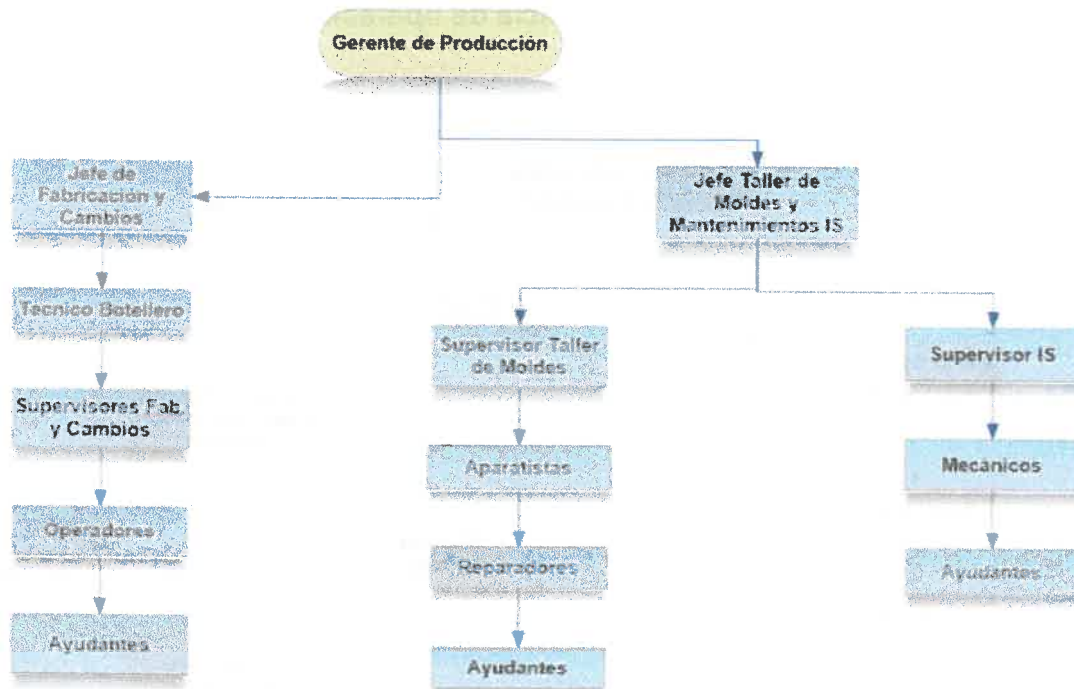 Gerente de Producción
Jefe de
Fabricación y
Cambios
Jefe Taller de
Moldes y
Mantenimientos IS
Tecnico Botellero
Supervisor Taller
de Moldes
Supervisor IS
Supervisores Fab.
y Cambios
Aparatistas
Mecánicos
Operadores
Reparadores
Ayudantes
Ayudantes
Ayudantes